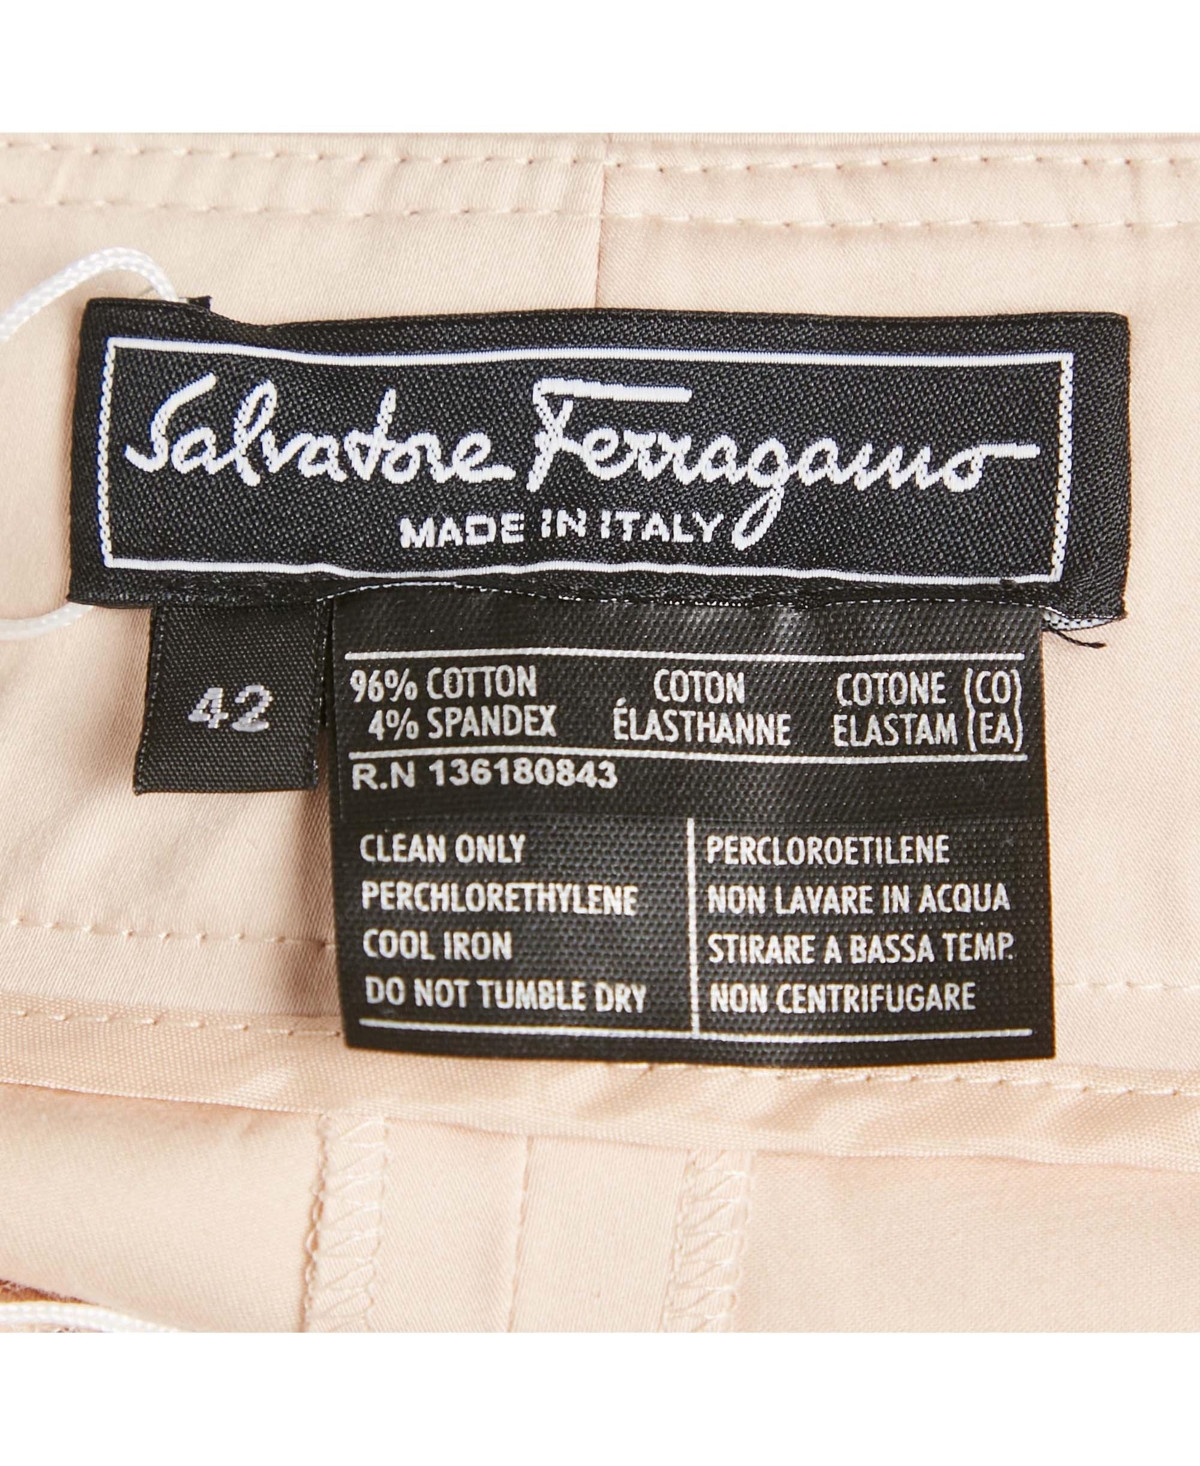 Salvatore Ferragamo
MADE IN ITALY
42
96% COTTON COTON COTONE (CO)
4% SPANDEX ÉLASTHANNE ELASTAM (EA)
R.N 136180843
CLEAN ONLY
PERCHLORETHYLENE
COOL IRON
DO NOT TUMBLE DRY
PERCLOROETILENE
NON LAVARE IN ACQUA
STIRARE A BASSA TEMP.
NON CENTRIFUGARE